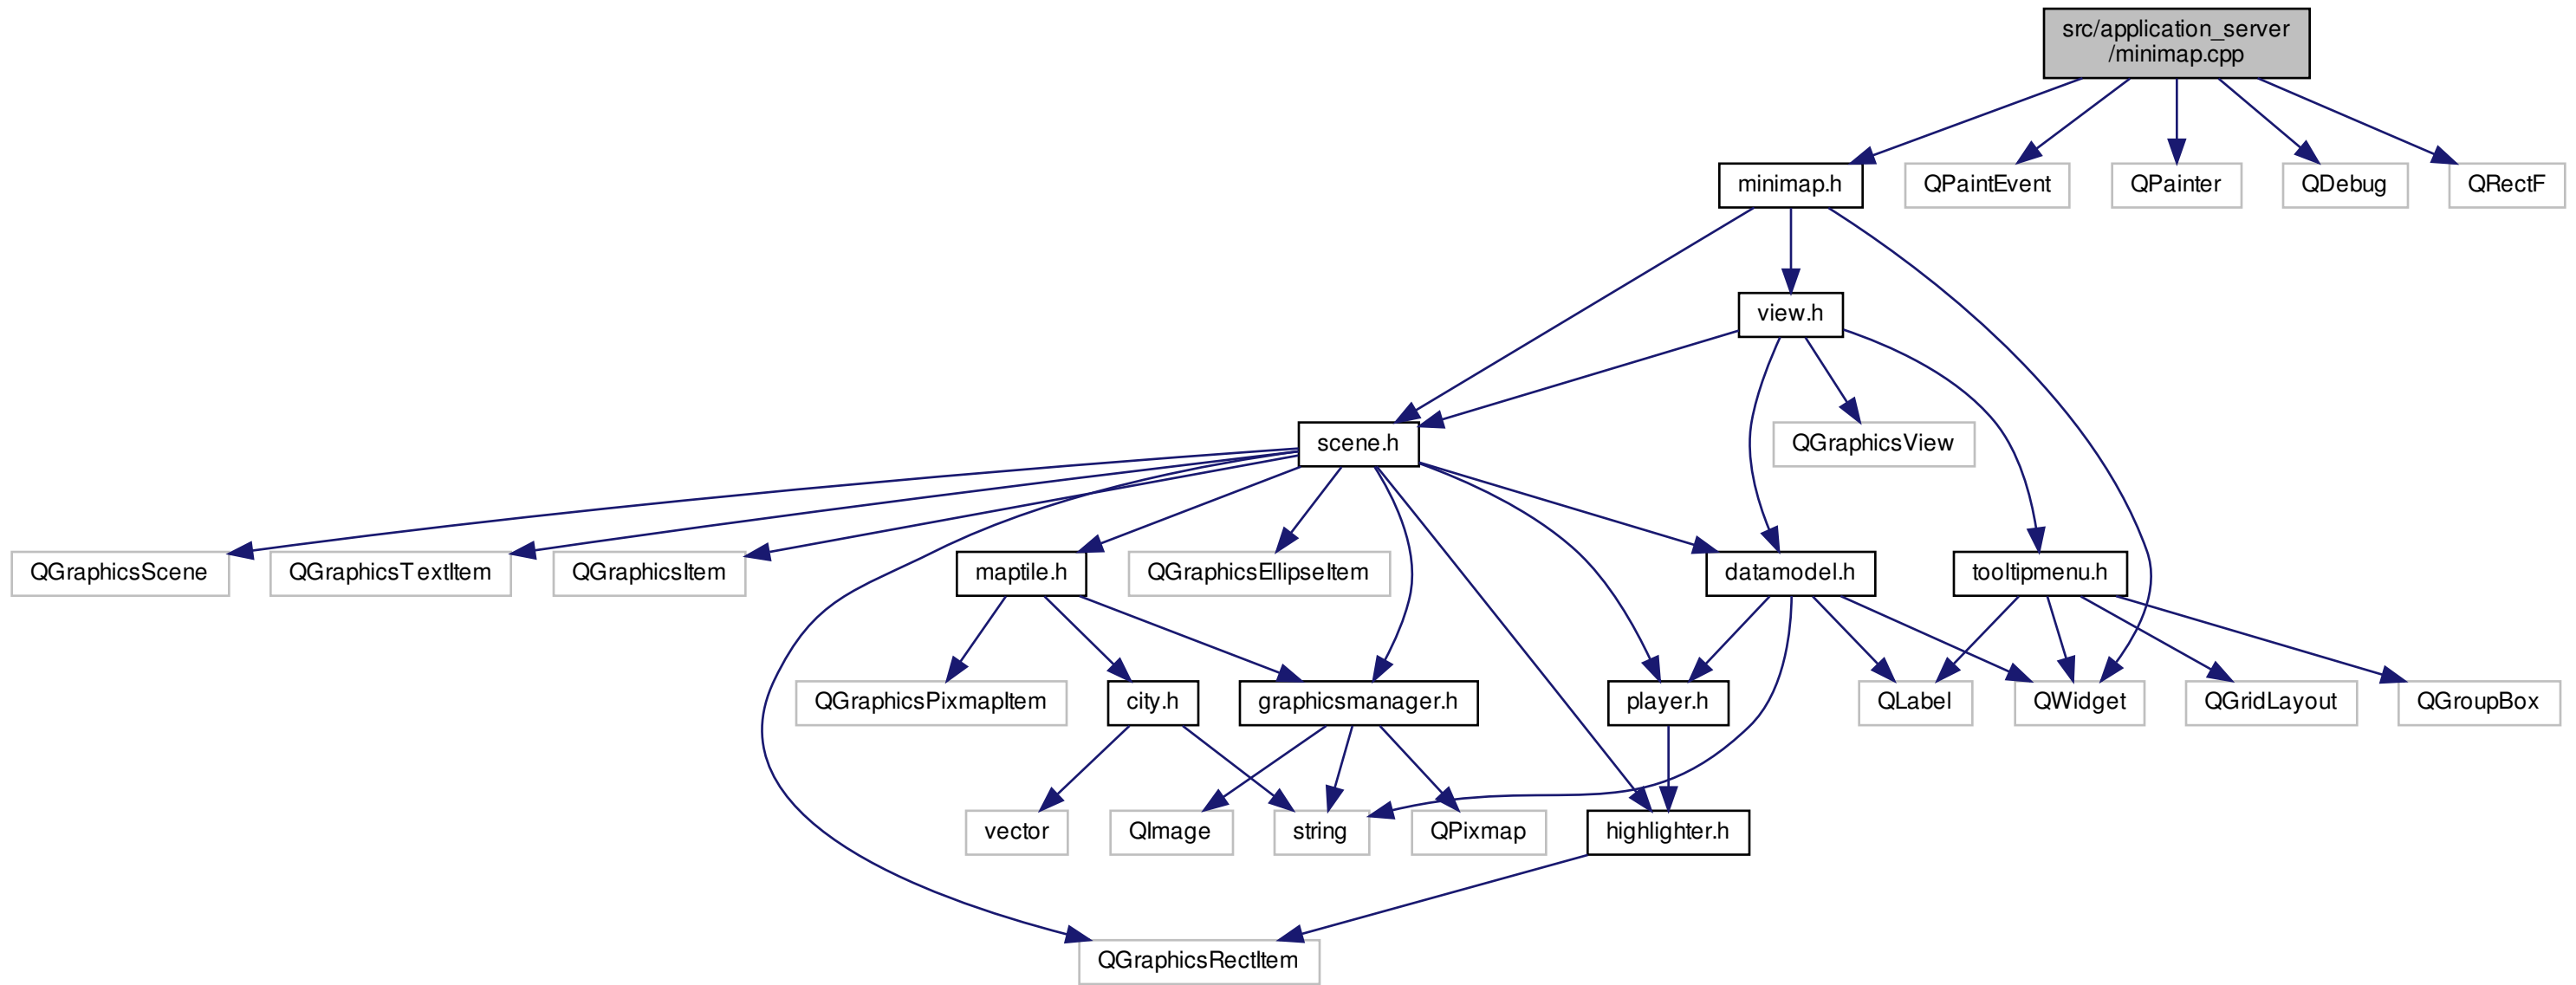 src/application_server
/minimap.cpp
minimap.h
QPaintEvent
QPainter
QDebug
QRectF
view.h
scene.h
QGraphicsView
QGraphicsScene
QGraphicsTextItem
QGraphicsItem
maptile.h
QGraphicsEllipseItem
datamodel.h
tooltipmenu.h
QGraphicsPixmapItem
city.h
graphicsmanager.h
player.h
QLabel
QWidget
QGridLayout
QGroupBox
vector
QImage
string
QPixmap
highlighter.h
QGraphicsRectItem